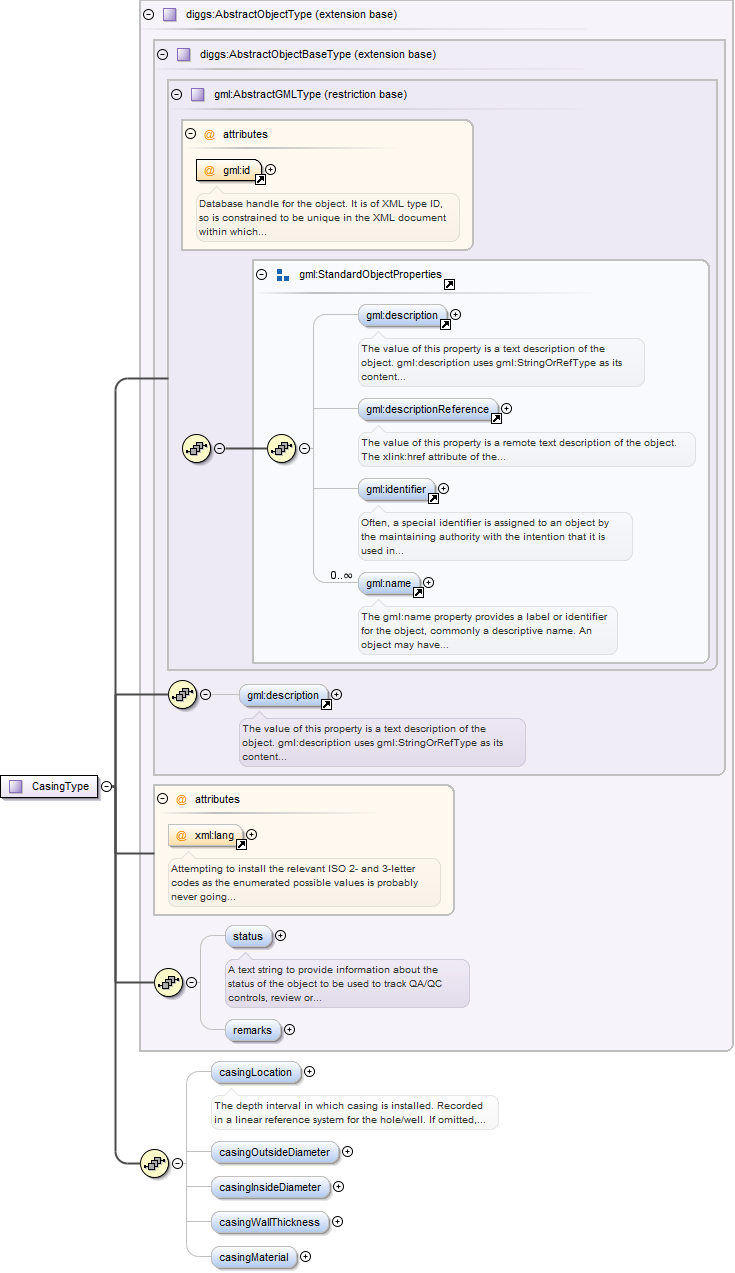 diggs:AbstractObjectType (extension base)
diggs:AbstractObjectBaseType (extension base)
gml:AbstractGMLType (restriction base)
@ attributes
@ gml:id
Database handle for the object. It is of XML type ID,
so is constrained to be unique in the XML document
within which...
gml:StandardObjectProperties
gml:description
The value of this property is a text description of the
object. gml:description uses gml:StringOrRefType as its
content...
gml:descriptionReference
The value of this property is a remote text description of the object.
The xlink:href attribute of the...
gml:identifier
Often, a special identifier is assigned to an object by
the maintaining authority with the intention that it is
used in...
0..∞
gml:name
The gml:name property provides a label or identifier
for the object, commonly a descriptive name. An
object may have...
gml:description
The value of this property is a text description of the
object. gml:description uses gml:StringOrRefType as its
content...
CasingType
@ attributes
@ xml:lang
Attempting to install the relevant ISO 2- and 3-letter
codes as the enumerated possible values is probably
never going...
status
A text string to provide information about the
status of the object to be used to track QA/QC
controls, review or...
remarks
casingLocation
The depth interval in which casing is installed. Recorded
in a linear reference system for the hole/well. If omitted,...
casingOutsideDiameter
casingInsideDiameter
casingWallThickness
casingMaterial